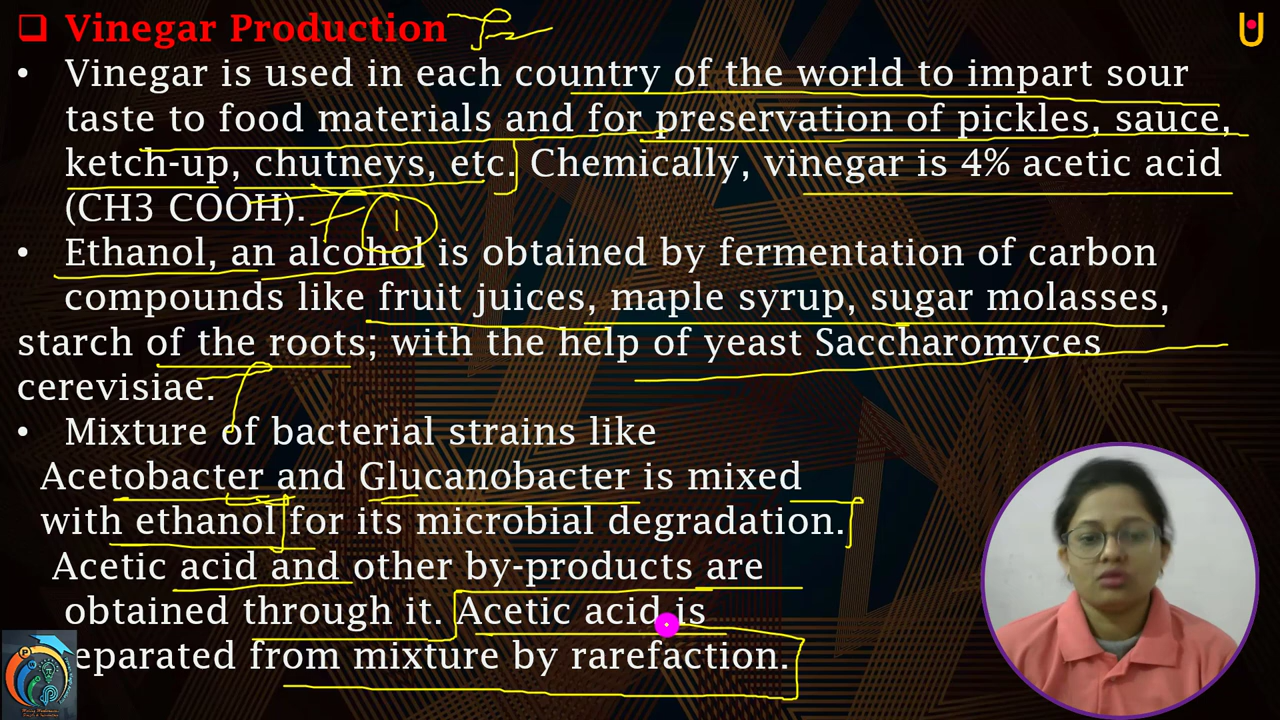 ❑ Vinegar Production
• Vinegar is used in each country of the world to impart sour
taste to food materials and for preservation of pickles, sauce,
ketch-up, chutneys, etc. Chemically, vinegar is 4% acetic acid
(CH3 COOH).
• Ethanol, an alcohol is obtained by fermentation of carbon
compounds like fruit juices, maple syrup, sugar molasses,
starch of the roots; with the help of yeast Saccharomyces
cerevisiae.
• Mixture of bacterial strains like
Acetobacter and Glucanobacter is mixed
with ethanol for its microbial degradation.
Acetic acid and other by-products are
obtained through it. Acetic acid is
eparated from mixture by rarefaction.